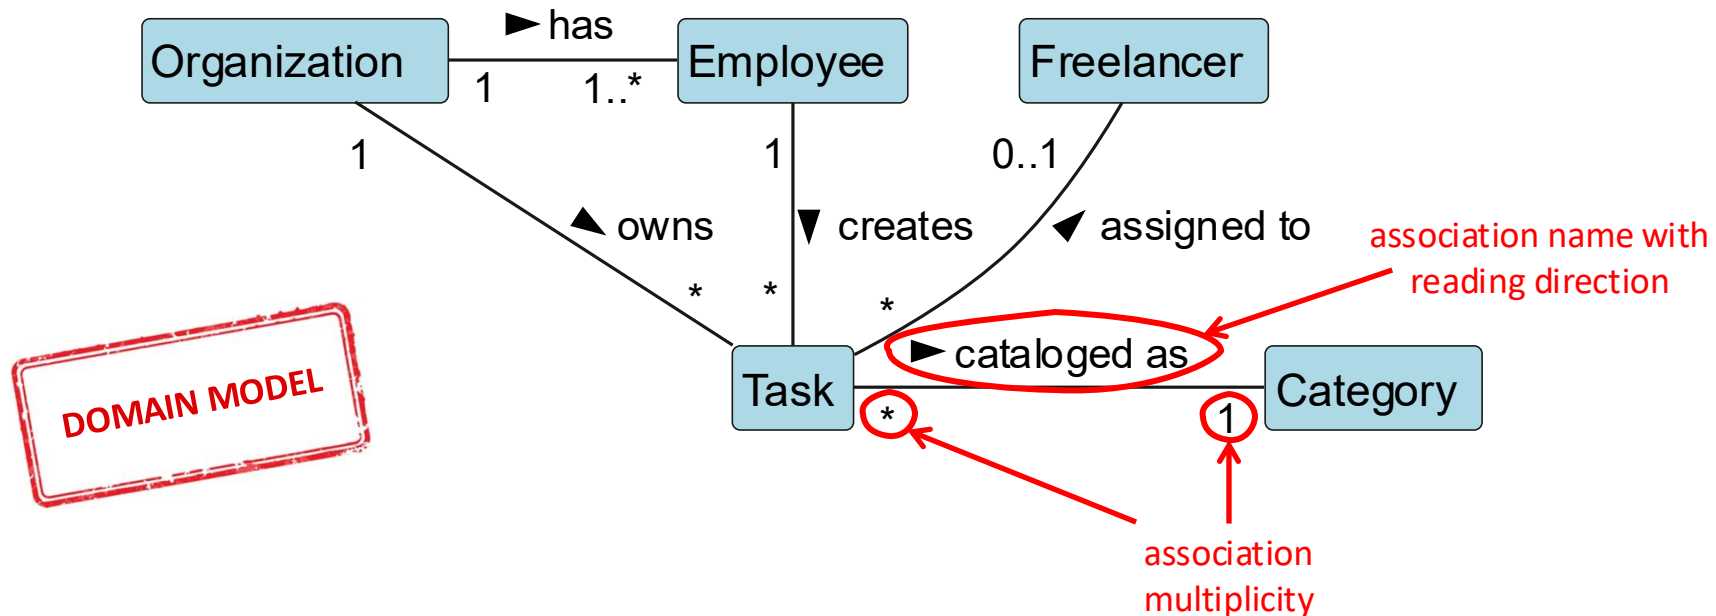 ► has
Organization
Employee
Freelancer
1
1..*
1
1
0..1
► owns
▼ creates
▲ assigned to
association name with
reading direction
*
*
*
► cataloged as
DOMAIN MODEL
Task
Category
*
1
association
multiplicity